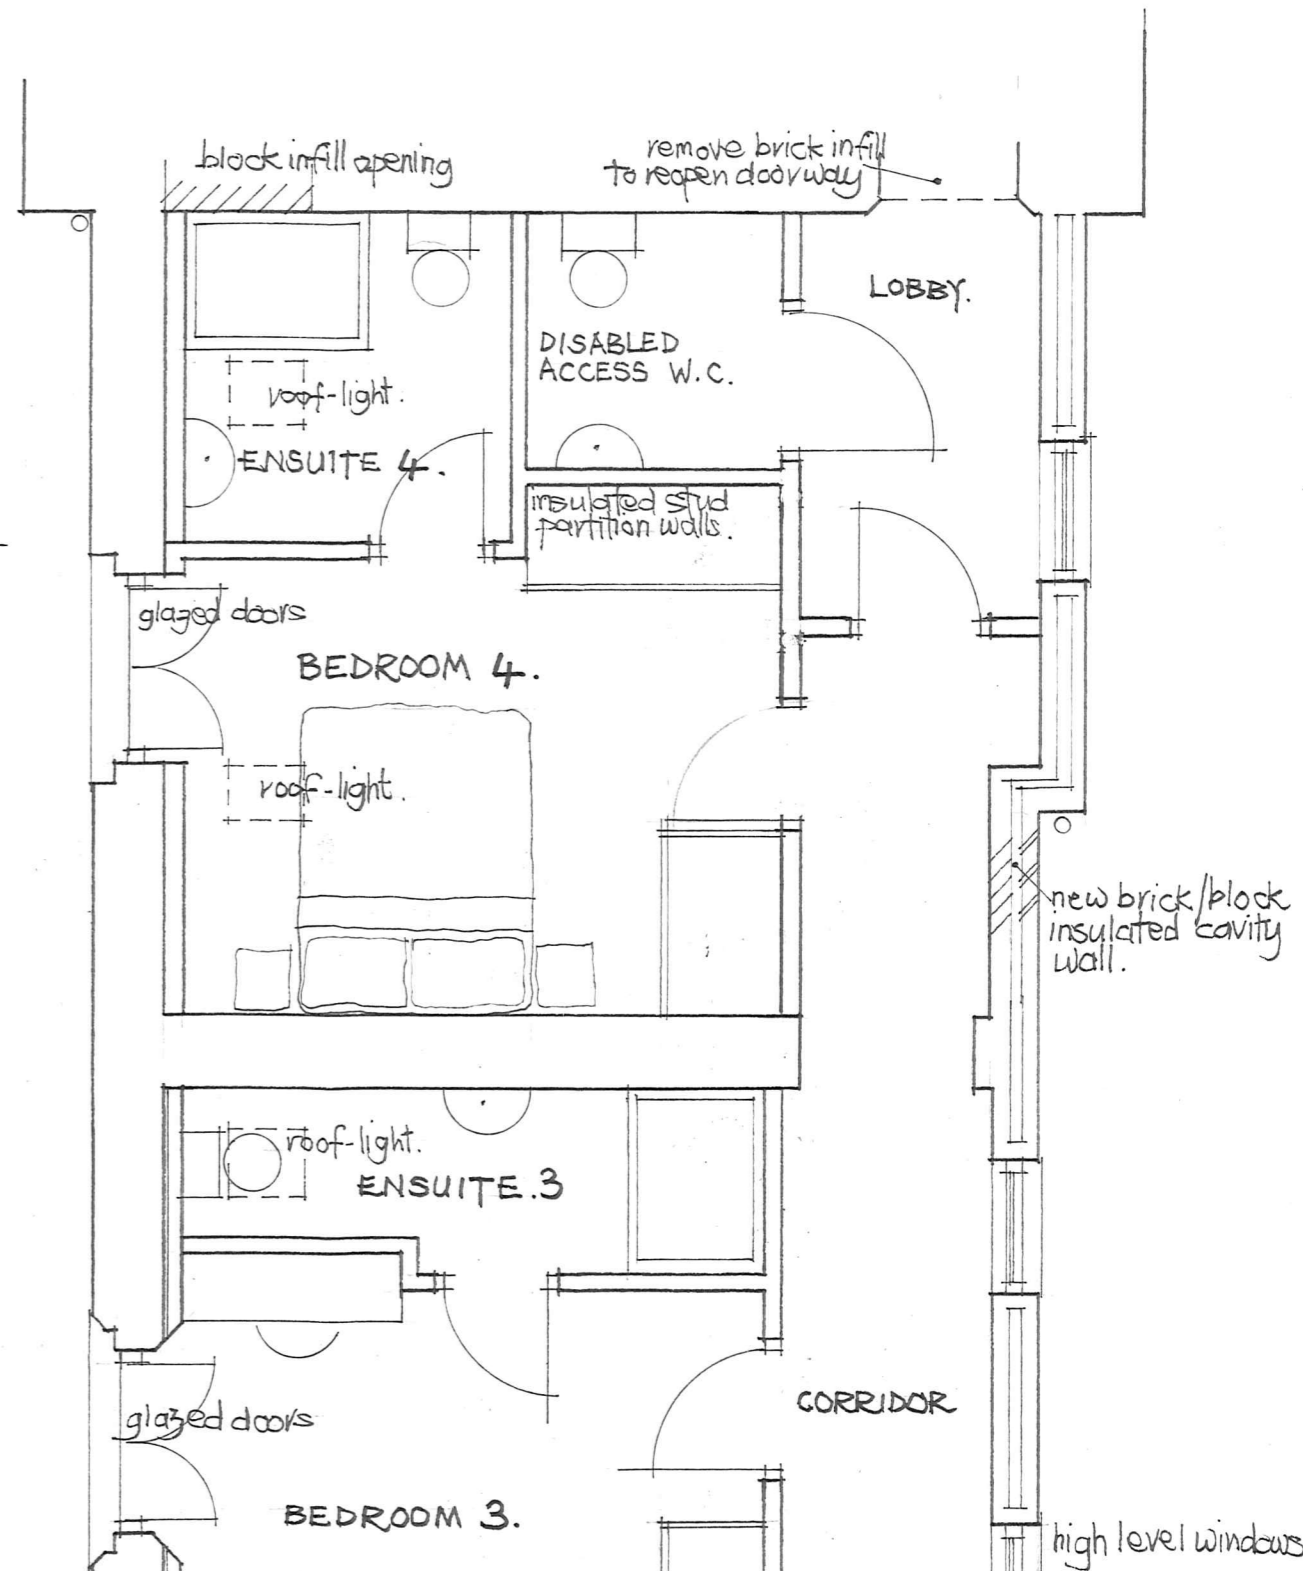 block infill opening
remove brick infill
to reopen doorway
LOBBY.
DISABLED
ACCESS W.C.
roof-light.
ENSUITE 4.
insulated stud
partition walls.
glazed doors
BEDROOM 4.
roof-light.
new brick/block
insulated cavity
wall.
roof-light.
ENSUITE.3
CORRIDOR
glazed doors
BEDROOM 3.
high level windows